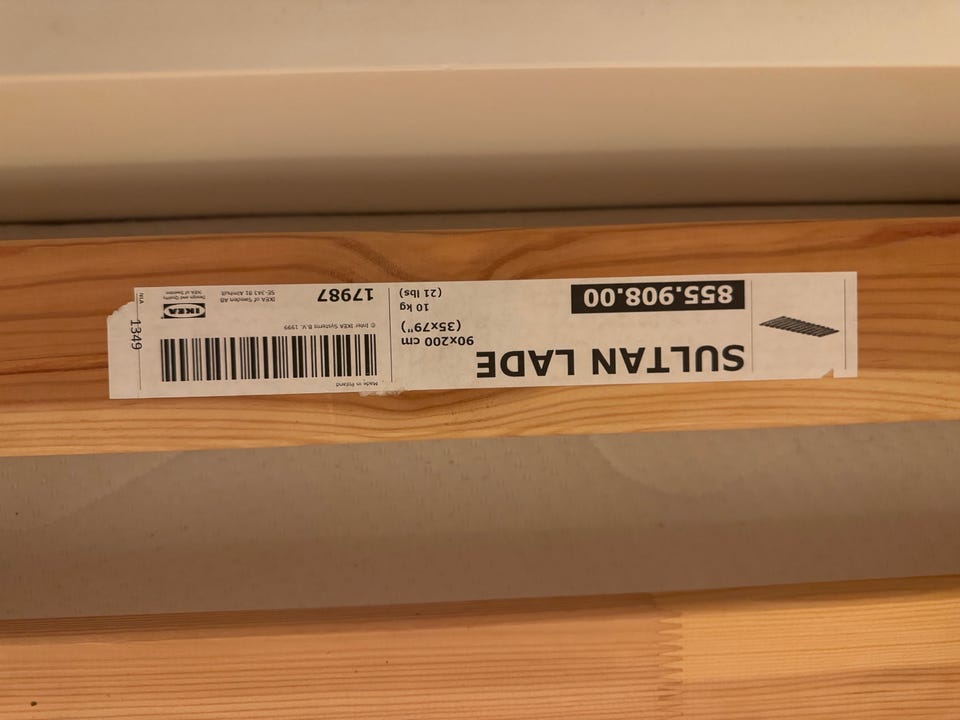 SULTAN LADE
855.908.00
90x200 cm
(35x79")
10 kg
(21 lbs)
Made in Poland
© Inter IKEA Systems B.V. 1999
17987
IKEA of Sweden AB
SE-343 81 Älmhult
IKEA
Design and Quality
IKEA of Sweden
1349